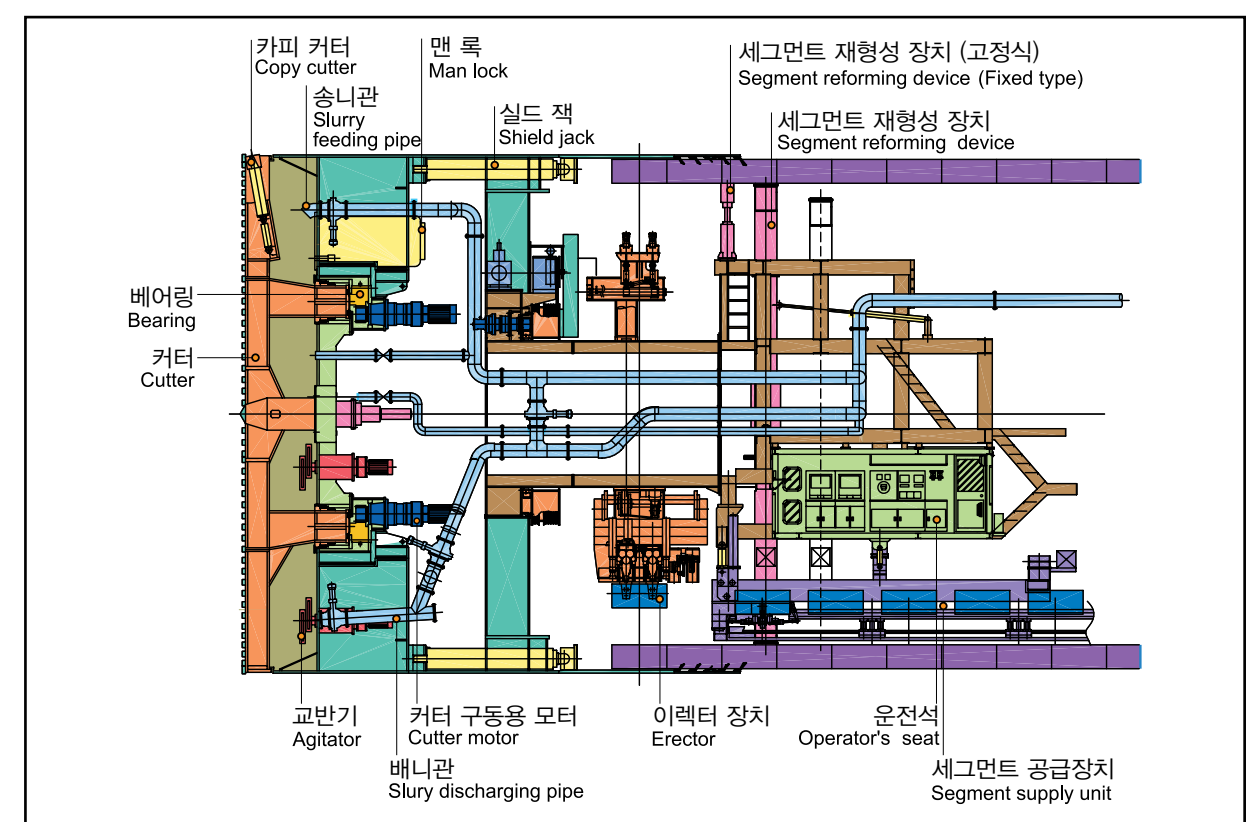 카피 커터
Copy cutter
송니관
Slurry
feeding pipe
맨 록
Man lock
실드 잭
Shield jack
세그먼트 재형성 장치 (고정식)
Segment reforming device (Fixed type)
세그먼트 재형성 장치
Segment reforming device
베어링
Bearing
커터
Cutter
교반기
Agitator
배니관
Slury discharging pipe
커터 구동용 모터
Cutter motor
이렉터 장치
Erector
운전석
Operator's seat
세그먼트 공급장치
Segment supply unit